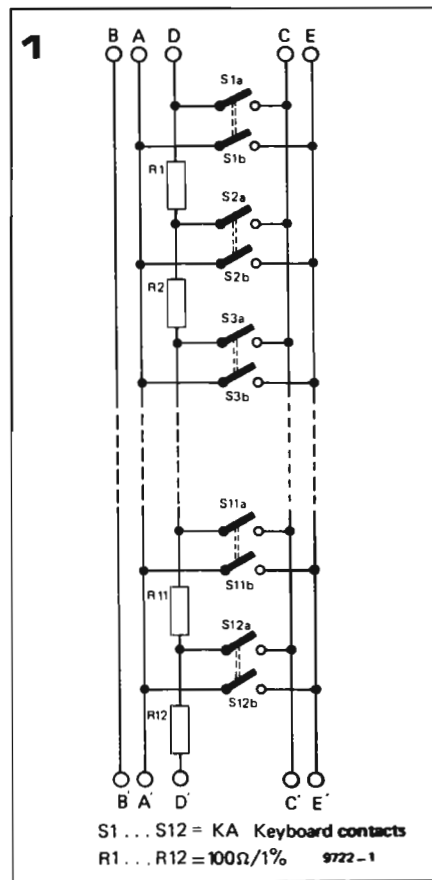 1
B A D C E
S1a
S1b
R1
S2a
S2b
R2
S3a
S3b
S11a
S11b
R11
S12a
S12b
R12
B' A' D' C' E'
S1 ... S12 = KA Keyboard contacts
R1 ... R12 = 100Ω/1% 9722 - 1